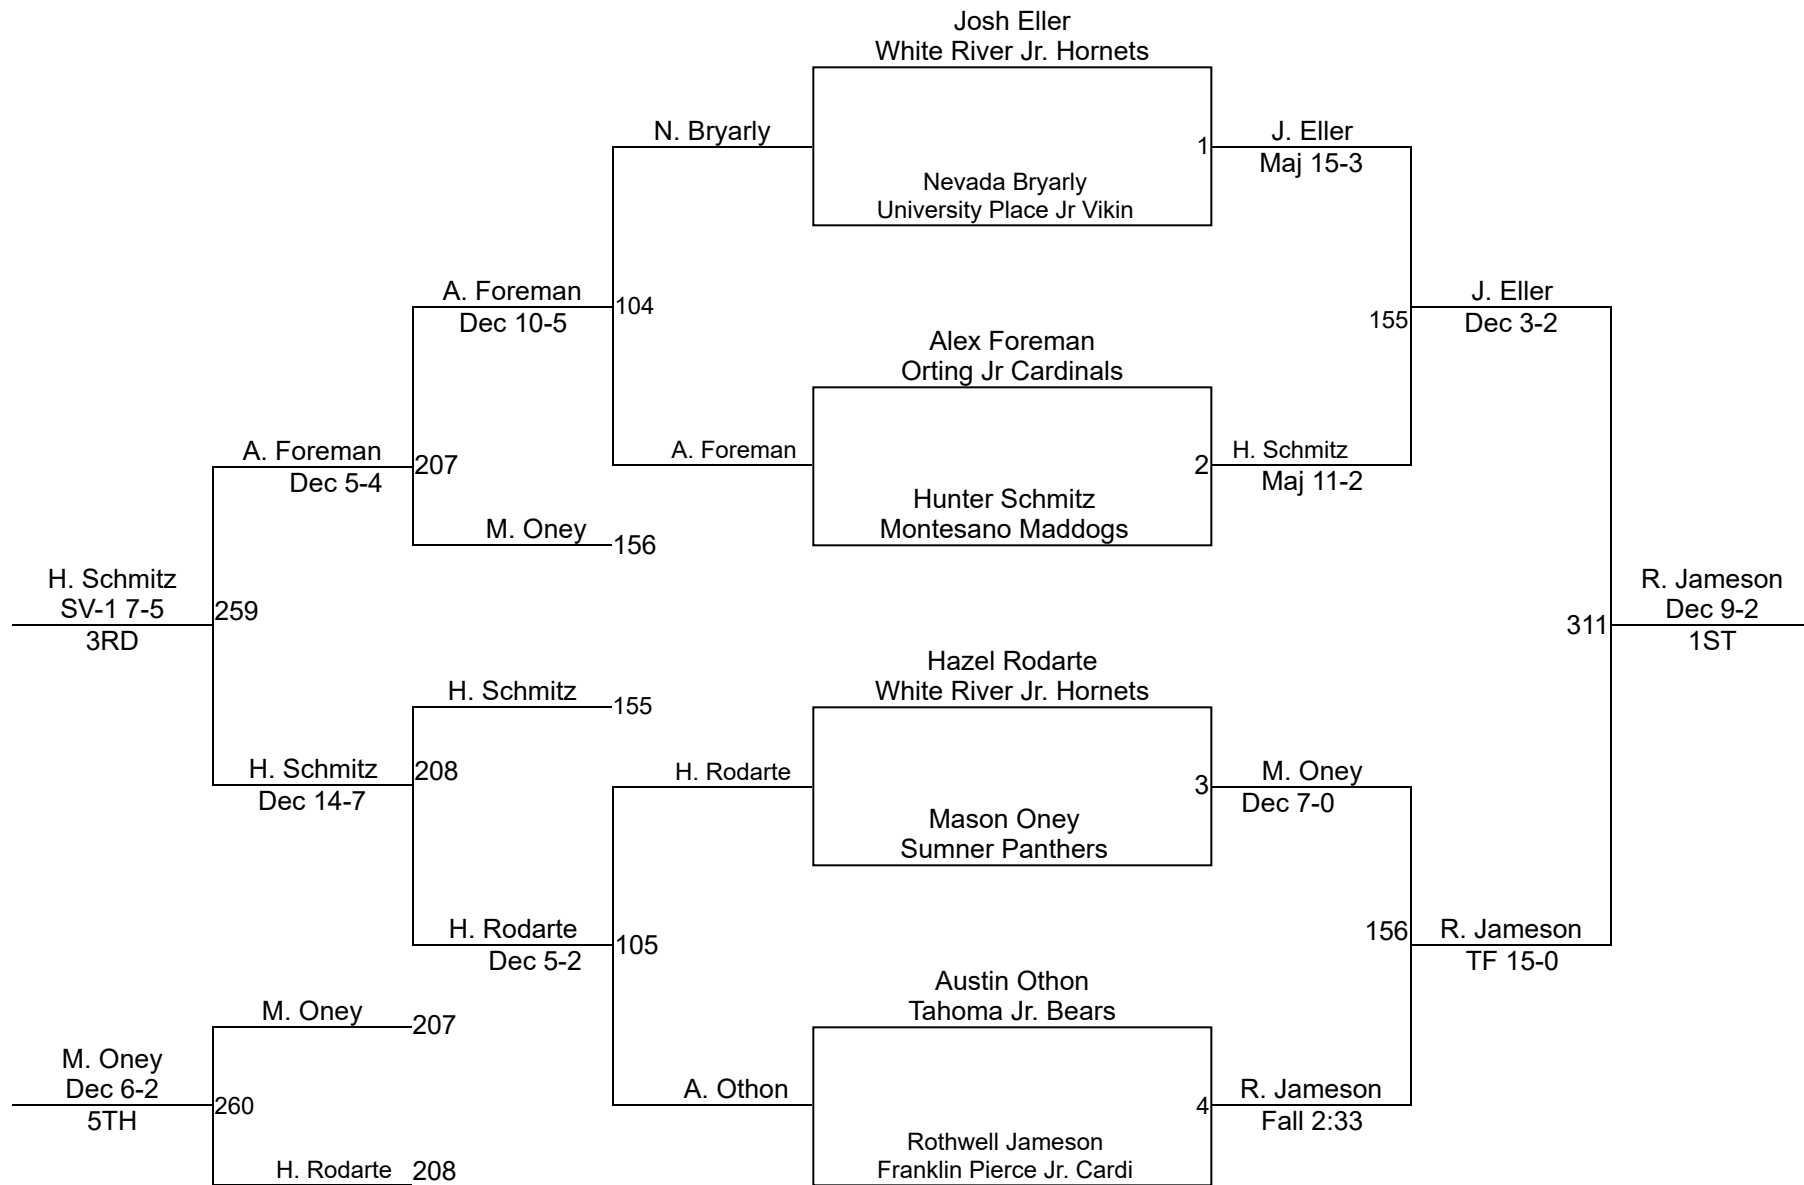 Josh Eller
White River Jr. Hornets
N. Bryarly
1
J. Eller
Maj 15-3
Nevada Bryarly
University Place Jr Vikin
A. Foreman
Dec 10-5
104
J. Eller
Dec 3-2
155
Alex Foreman
Orting Jr Cardinals
A. Foreman
Dec 5-4
207
A. Foreman
2
H. Schmitz
Maj 11-2
Hunter Schmitz
Montesano Maddogs
M. Oney
156
H. Schmitz
SV-1 7-5
3RD
259
311
R. Jameson
Dec 9-2
1ST
Hazel Rodarte
White River Jr. Hornets
H. Schmitz
155
H. Schmitz
Dec 14-7
208
H. Rodarte
3
M. Oney
Dec 7-0
Mason Oney
Sumner Panthers
H. Rodarte
Dec 5-2
105
156
R. Jameson
TF 15-0
Austin Othon
Tahoma Jr. Bears
M. Oney
207
M. Oney
Dec 6-2
5TH
260
A. Othon
4
R. Jameson
Fall 2:33
Rothwell Jameson
Franklin Pierce Jr. Cardi
H. Rodarte
208